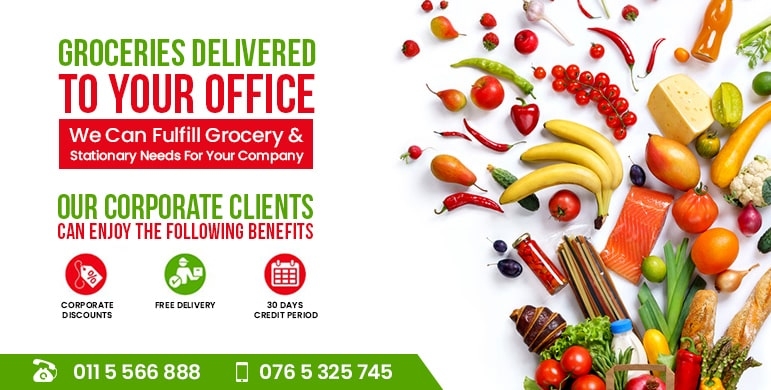 GROCERIES DELIVERED
TO YOUR OFFICE
We Can Fulfill Grocery &
Stationary Needs For Your Company
OUR CORPORATE CLIENTS
CAN ENJOY THE FOLLOWING BENEFITS
CORPORATE
DISCOUNTS
FREE DELIVERY
30 DAYS
CREDIT PERIOD
011 5 566 888
076 5 325 745